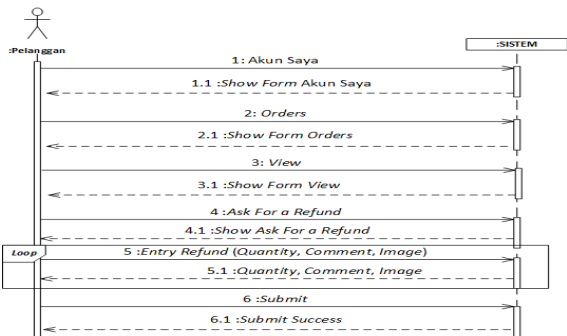 :Pelanggan
:SISTEM
1: Akun Saya
1.1 :Show Form Akun Saya
2: Orders
2.1 :Show Form Orders
3: View
3.1 :Show Form View
4 :Ask For a Refund
4.1 :Show Ask For a Refund
Loop
5 :Entry Refund (Quantity, Comment, Image)
5.1 :Quantity, Comment, Image
6 :Submit
6.1 :Submit Success